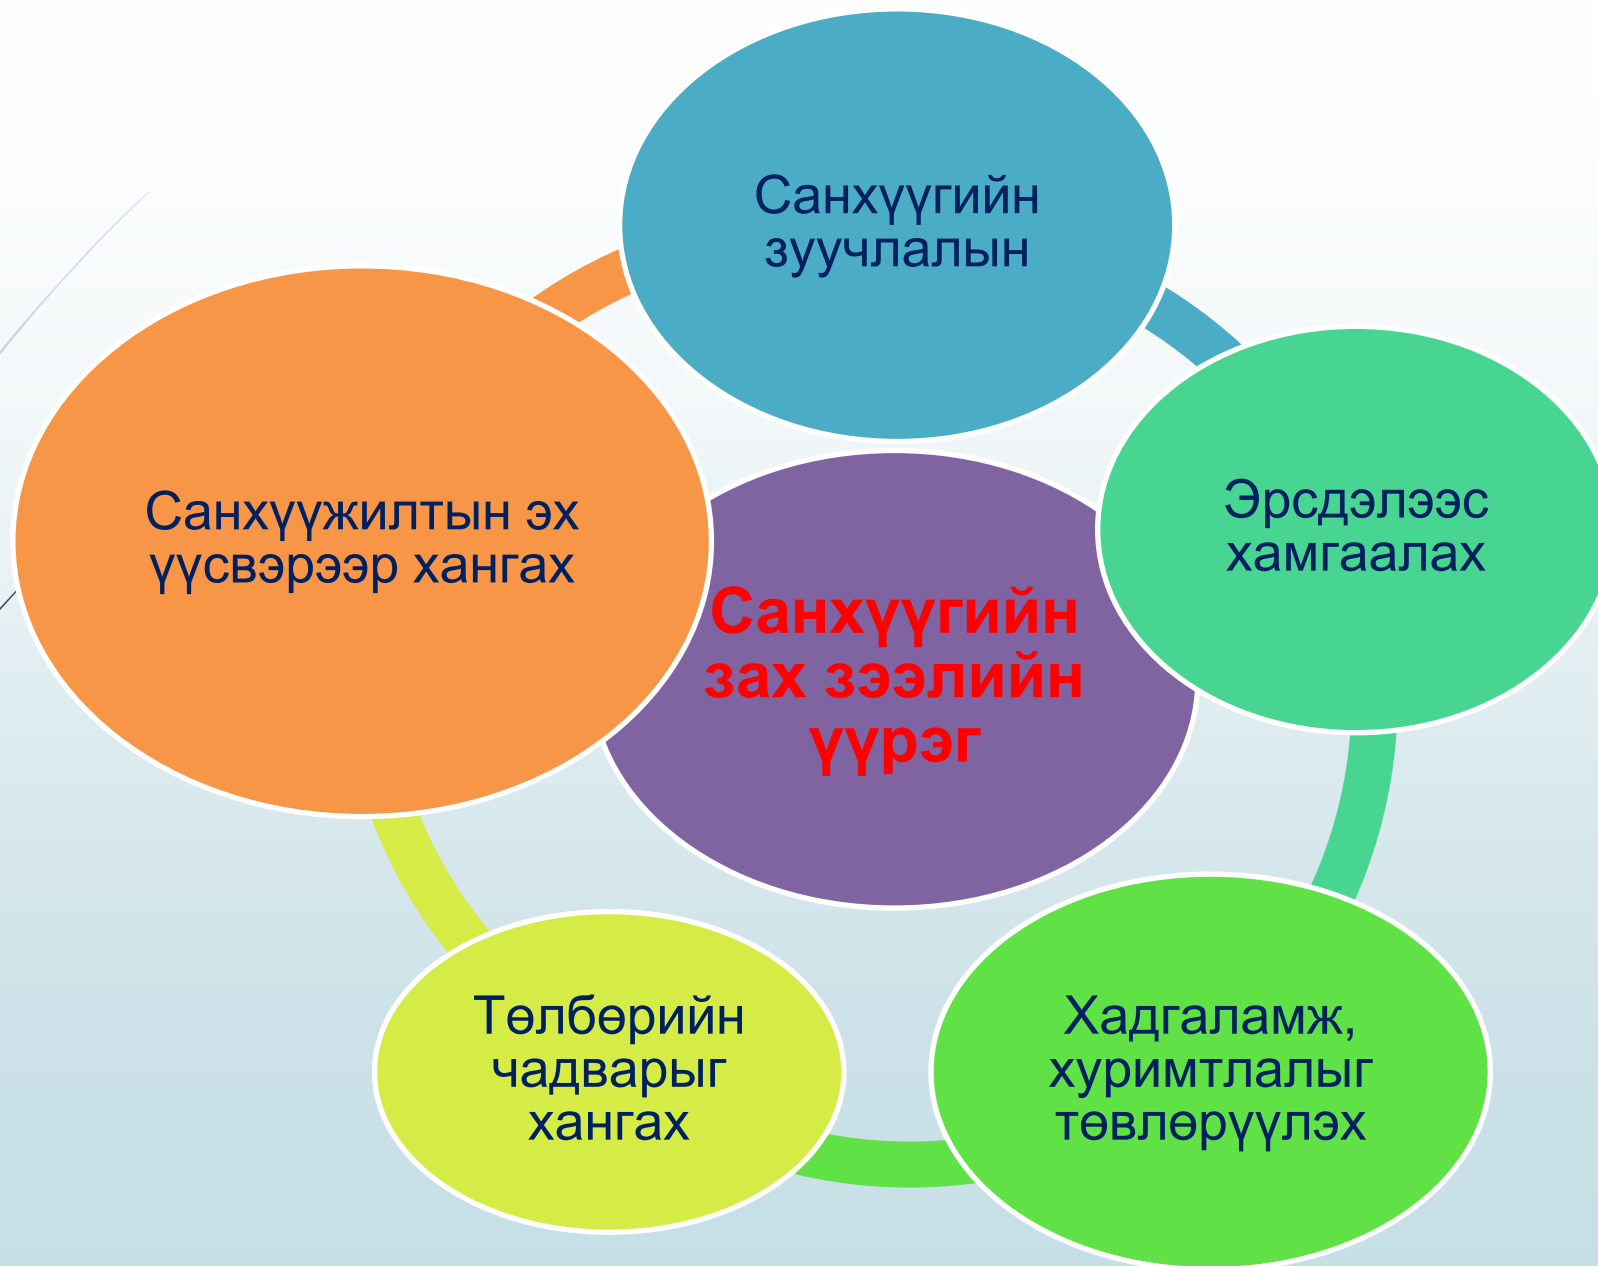 Санхүүгийн
зуучлалын
Эрсдэлээс
хамгаалах
Хадгаламж,
хуримтлалыг
төвлөрүүлэх
Төлбөрийн
чадварыг
хангах
Санхүүжилтын эх
үүсвэрээр хангах
Санхүүгийн
зах зээлийн
үүрэг